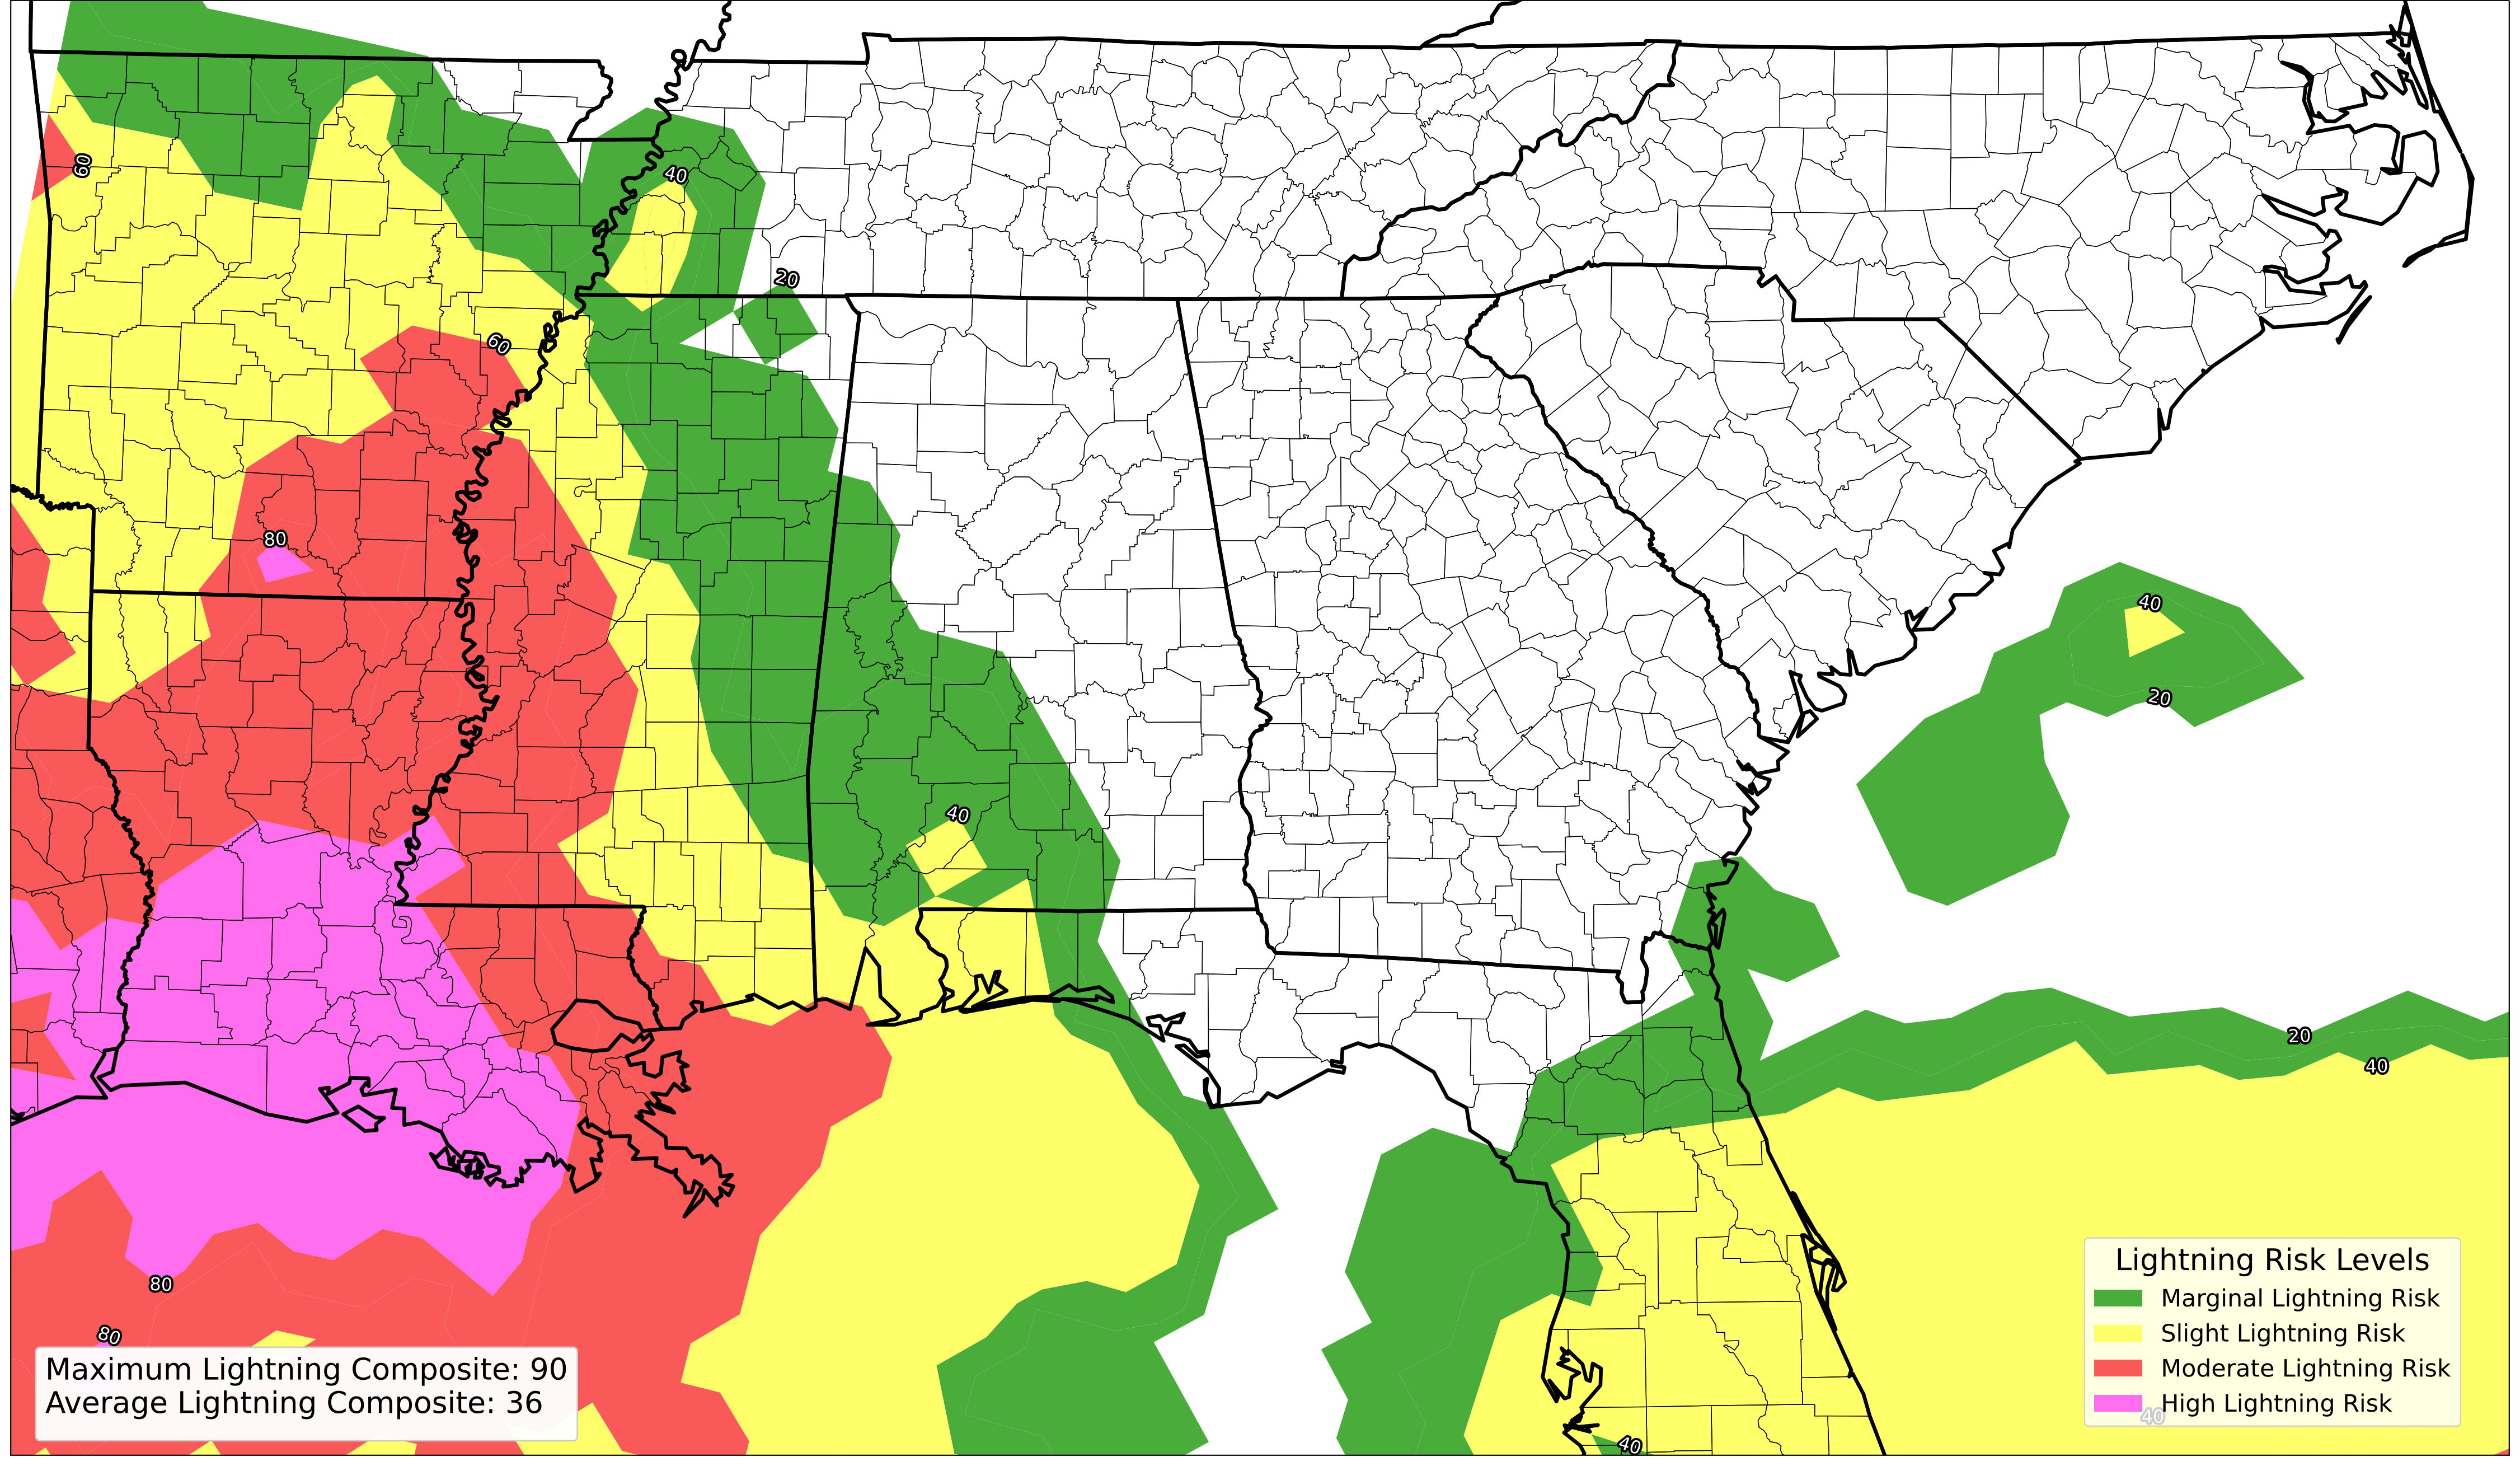 60
40
20
60
80
40
20
40
20
40
80
80
Maximum Lightning Composite: 90
Average Lightning Composite: 36
Lightning Risk Levels
Marginal Lightning Risk
Slight Lightning Risk
Moderate Lightning Risk
High Lightning Risk
40
40